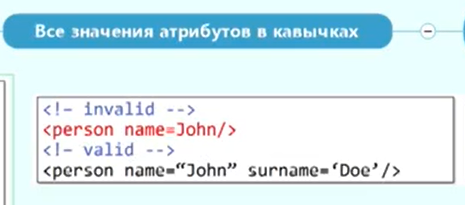 Все значения атрибутов в кавычках
<!– invalid -->
<person name=John/>
<!– valid -->
<person name=“John” surname=‘Doe’/>